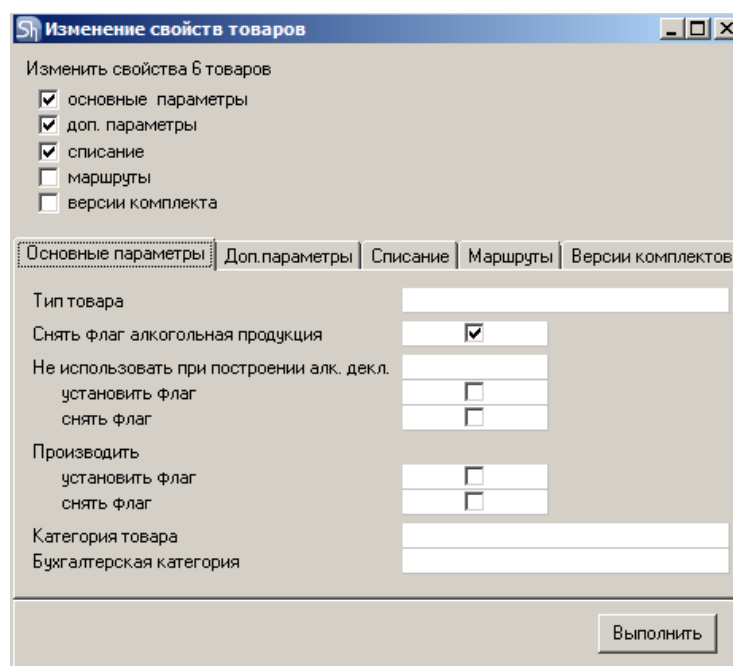 Sh Изменение свойств товаров
Изменить свойства 6 товаров
основные параметры
доп. параметры
списание
маршруты
версии комплекта
Основные параметры Доп.параметры Списание Маршруты Версии комплектов
Тип товара
Снять флаг алкогольная продукция
Не использовать при построении алк. декл.
установить флаг
снять флаг
Производить
установить флаг
снять флаг
Категория товара
Бухгалтерская категория
Выполнить